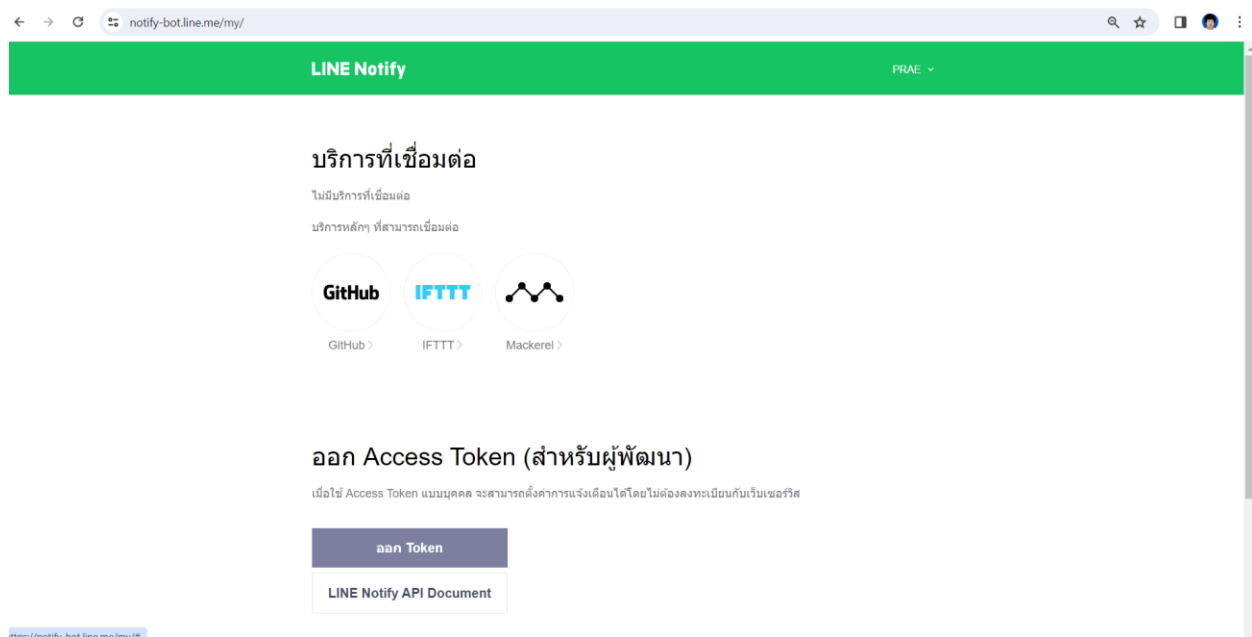 notify-bot.line.me/my/
LINE Notify
PRAE
บริการที่เชื่อมต่อ
ไม่มีบริการที่เชื่อมต่อ
บริการหลักๆ ที่สามารถเชื่อมต่อ
GitHub IFTTT
GitHub IFTTT Mackerel
ออก Access Token (สำหรับผู้พัฒนา)
เมื่อใช้ Access Token แบบบุคคล จะสามารถตั้งค่าการแจ้งเตือนได้โดยไม่ต้องลงทะเบียนกับเว็บเซอร์วิส
ออก Token
LINE Notify API Document